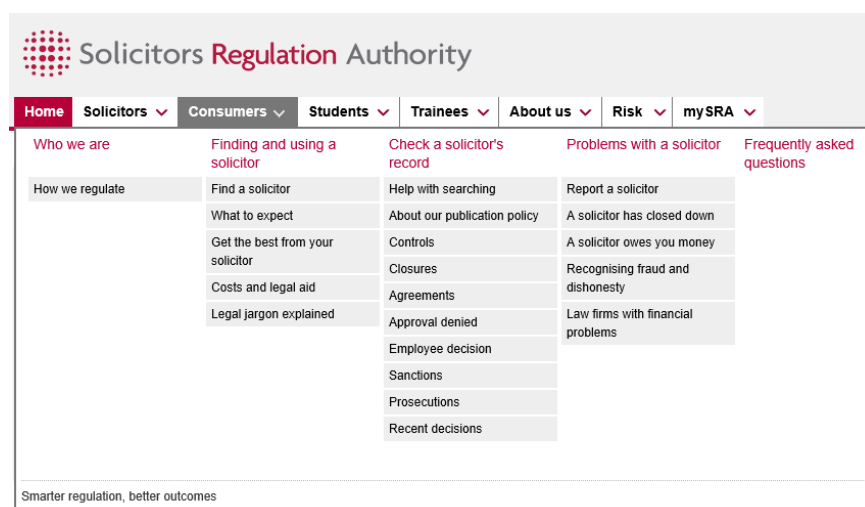 Solicitors Regulation Authority
Home Solicitors Consumers Students Trainees About us Risk mySRA
Who we are
How we regulate
Finding and using a
solicitor
Find a solicitor
What to expect
Get the best from your
solicitor
Costs and legal aid
Legal jargon explained
Check a solicitor's
record
Help with searching
About our publication policy
Controls
Closures
Agreements
Approval denied
Employee decision
Sanctions
Prosecutions
Recent decisions
Problems with a solicitor
Report a solicitor
A solicitor has closed down
A solicitor owes you money
Recognising fraud and
dishonesty
Law firms with financial
problems
Frequently asked
questions
Smarter regulation, better outcomes